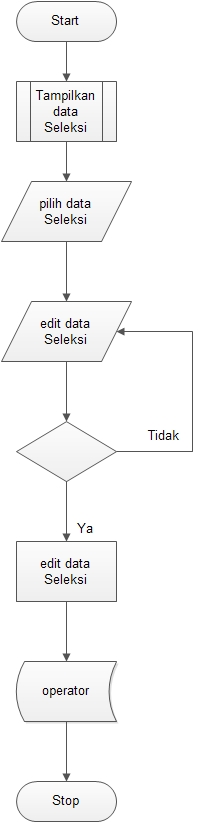 Start
Tampilkan
data
Seleksi
pilih data
Seleksi
edit data
Seleksi
Tidak
Ya
edit data
Seleksi
operator
Stop